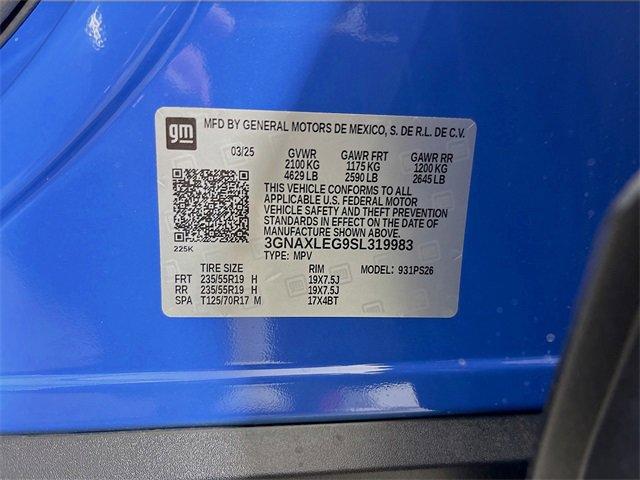 gm
MFD BY GENERAL MOTORS DE MEXICO, S. DE R.L. DE C.V.
03/25 GVWR GAWR FRT GAWR RR
2100 KG 1175 KG 1200 KG
4629 LB 2590 LB 2645 LB
THIS VEHICLE CONFORMS TO ALL
APPLICABLE U.S. FEDERAL MOTOR
VEHICLE SAFETY AND THEFT PREVENTION
STANDARDS IN EFFECT ON THE DATE OF
MANUFACTURE SHOWN ABOVE.
225K
3GNAXLEG9SL319983
TYPE: MPV
TIRE SIZE RIM MODEL: 931PS26
FRT 235/55R19 H 19X7.5J
RR 235/55R19 H 19X7.5J
SPA T125/70R17 M 17X4BT